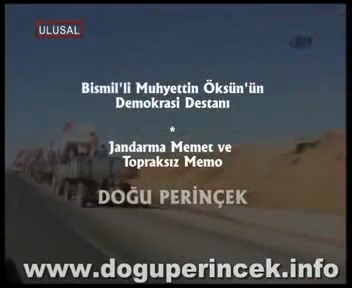 ULUSAL
Bismil'li Muhyettin Öksün'ün
Demokrasi Destanı
*
Jandarma Memet ve
Topraksız Memo
DOĞU PERİNÇEK
www.doguperincek.info